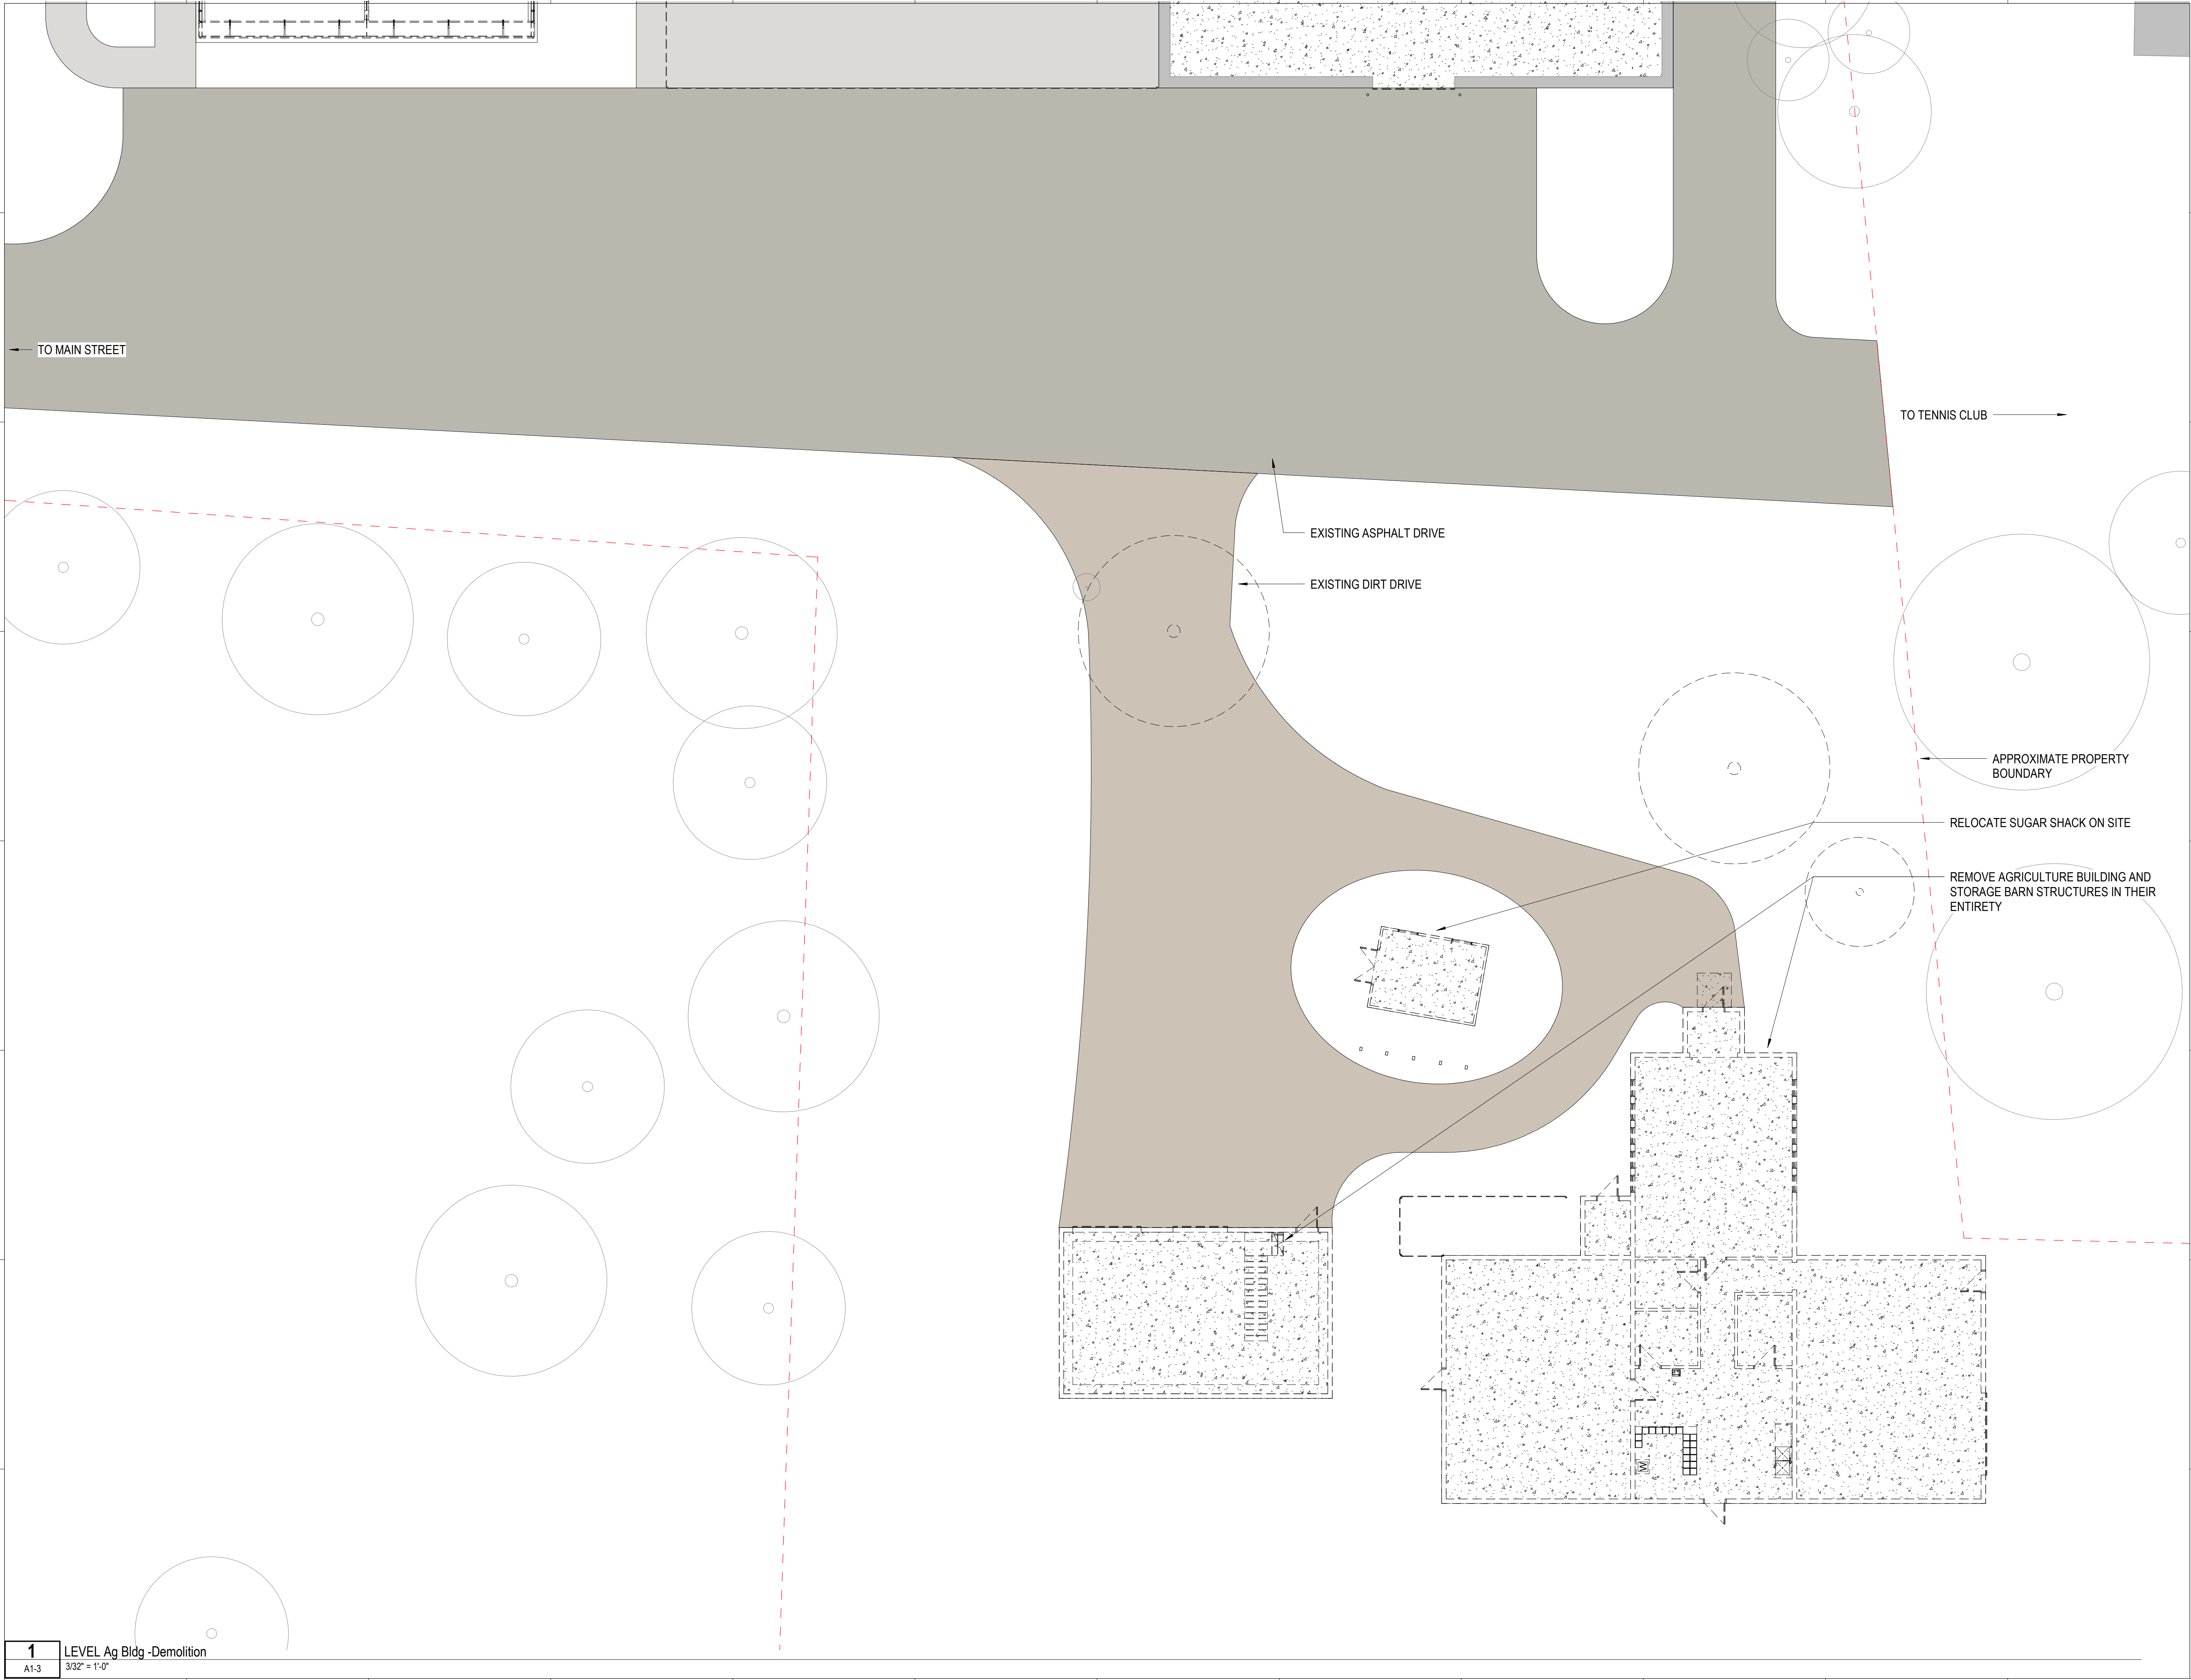 TO MAIN STREET
TO TENNIS CLUB
EXISTING ASPHALT DRIVE
EXISTING DIRT DRIVE
APPROXIMATE PROPERTY
BOUNDARY
RELOCATE SUGAR SHACK ON SITE
REMOVE AGRICULTURE BUILDING AND
STORAGE BARN STRUCTURES IN THEIR
ENTIRETY
W
1
LEVEL Ag Bldg -Demolition
A1-3
3/32" = 1'-0"